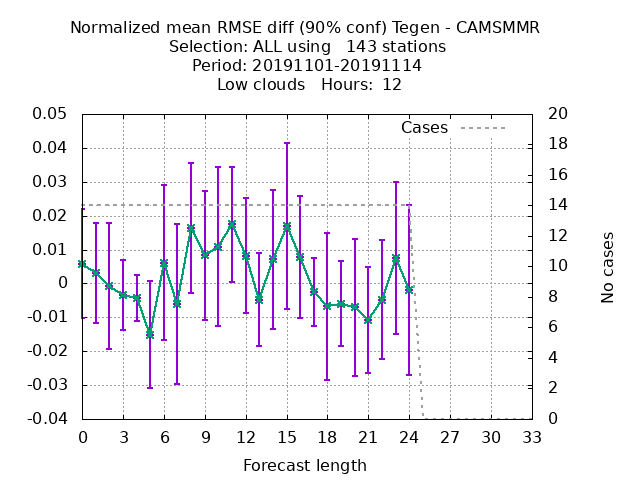 Normalized mean RMSE diff (90% conf) Tegen - CAMSMMR
Selection: ALL using   143 stations
Period: 20191101-20191114
Low clouds   Hours:  12
Cases
0.05
0.04
0.03
0.02
0.01
0
-0.01
-0.02
-0.03
-0.04
20
18
16
14
12
10
8
6
4
2
0
No cases
0 3 6 9 12 15 18 21 24 27 30 33
Forecast length